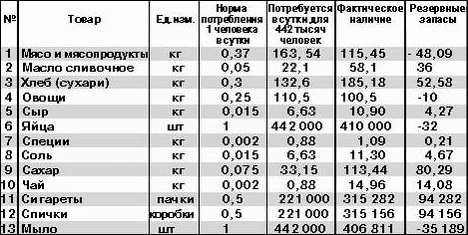 № Товар Ед.изм. Норма потребления 1 человека в сутки Потребуется в сутки для 442 тысяч человек Фактическое наличие Резервные запасы
1 Мясо и мясопродукты кг 0,37 163, 54 115,45 - 48,09
2 Масло сливочное кг 0,05 22,1 58,1 36
3 Хлеб (сухари) кг 0,3 132,6 185,18 52,58
4 Овощи кг 0,25 110,5 100,5 -10
5 Сыр кг 0,015 6,63 10,90 4,27
6 Яйца шт 1 442 000 410 000 -32
7 Специи кг 0,002 0,88 1,09 0,21
8 Соль кг 0,015 6,63 11,30 4,67
9 Сахар кг 0,075 33,15 113,44 80,29
10 Чай кг 0,002 0,88 14,96 14,08
11 Сигареты пачки 0,5 221 000 315 282 94 282
12 Спички коробки 0,5 221 000 315 156 94 156
13 Мыло шт 1 442 000 406 811 -35 189